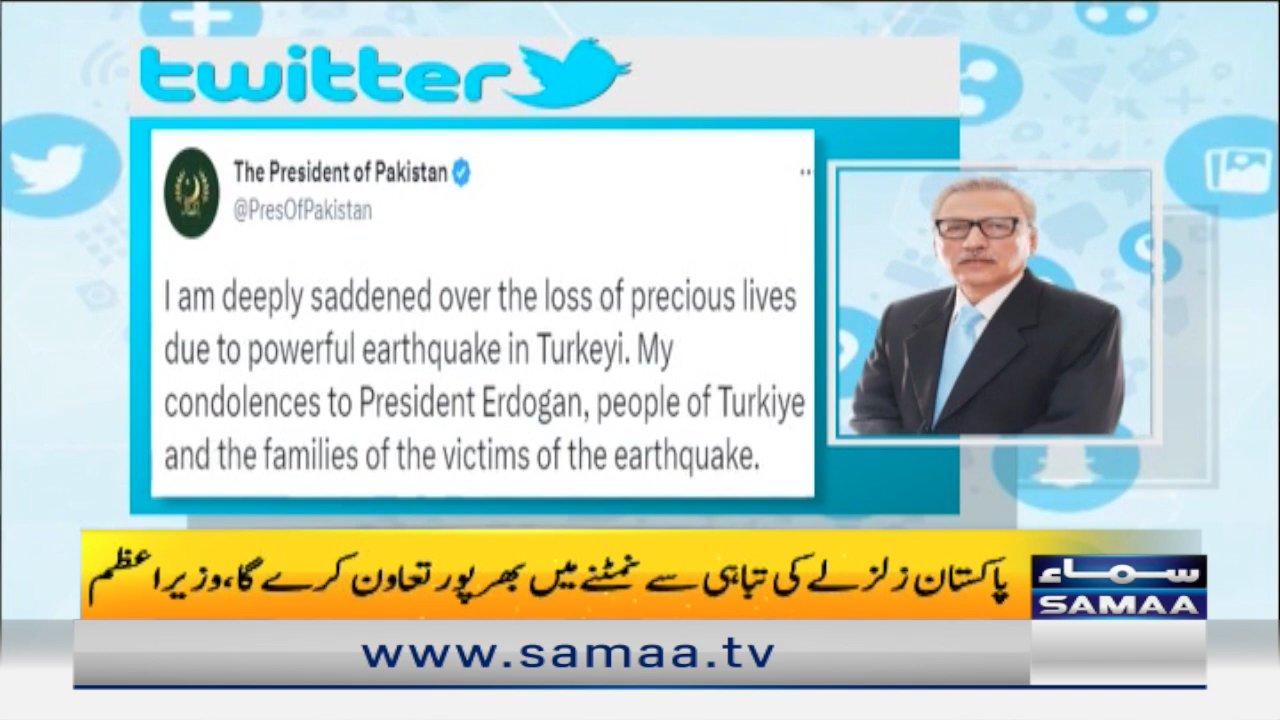 twitter
The President of Pakistan
@PresOfPakistan
I am deeply saddened over the loss of precious lives
due to powerful earthquake in Turkeyi. My
condolences to President Erdogan, people of Turkiye
and the families of the victims of the earthquake.
پاکستان زلزلے کی تباہی سے نمٹنے میں بھرپور تعاون کرے گا،وزیراعظم
سماء
SAMAA
www.samaa.tv